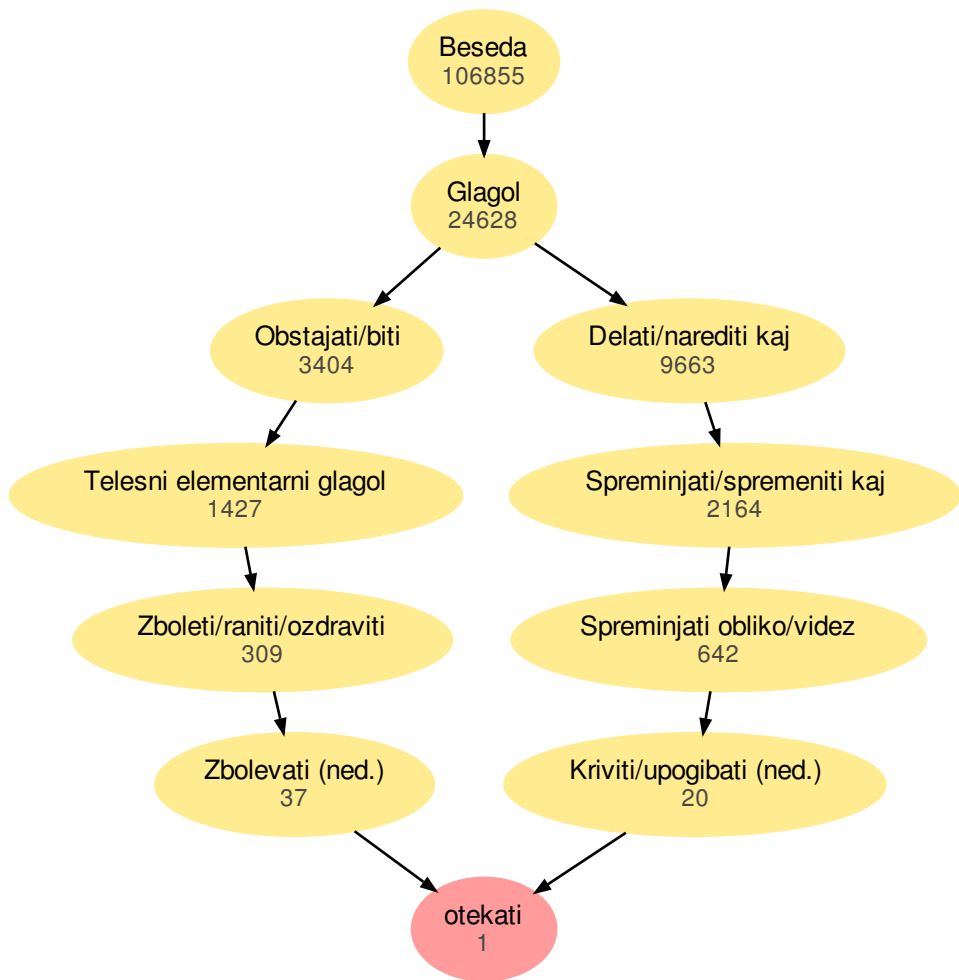 Beseda
106855
Glagol
24628
Obstajati/biti
3404
Delati/narediti kaj
9663
Telesni elementarni glagol
1427
Spreminjati/spremeniti kaj
2164
Zboleti/raniti/ozdraviti
309
Spreminjati obliko/videz
642
Zbolevati (ned.)
37
Kriviti/upogibati (ned.)
20
otekati
1